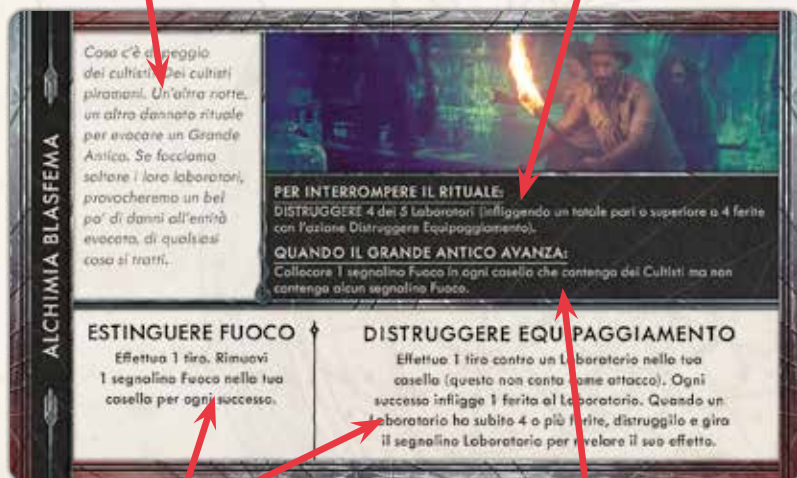 ALCHIMIA BLASFEMA
Cosa c'è di peggio
dei cultisti? Dei cultisti
piromani. Un'altra notte,
un altro dannato rituale
per evocare un Grande
Antico. Se facciamo
saltare i loro laboratori,
provocheremo un bel
po' di danni all'entità
evocata, di qualsiasi
cosa si tratti.
PER INTERROMPERE IL RITUALE:
DISTRUGGERE 4 dei 5 Laboratori (infliggendo un totale pari o superiore a 4 ferite
con l'azione Distruggere Equipaggiamento).
QUANDO IL GRANDE ANTICO AVANZA:
Collocare 1 segnalino Fuoco in ogni casella che contenga dei Cultisti ma non
contenga alcun segnalino Fuoco.
ESTINGUERE FUOCO
Effettua 1 tiro. Rimuovi
1 segnalino Fuoco nella tua
casella per ogni successo.
DISTRUGGERE EQUIPAGGIAMENTO
Effettua 1 tiro contro un Laboratorio nella tua
casella (questo non conta come attacco). Ogni
successo infligge 1 ferita al Laboratorio. Quando un
Laboratorio ha subito 4 o più ferite, distruggilo e gira
il segnalino Laboratorio per rivelare il suo effetto.